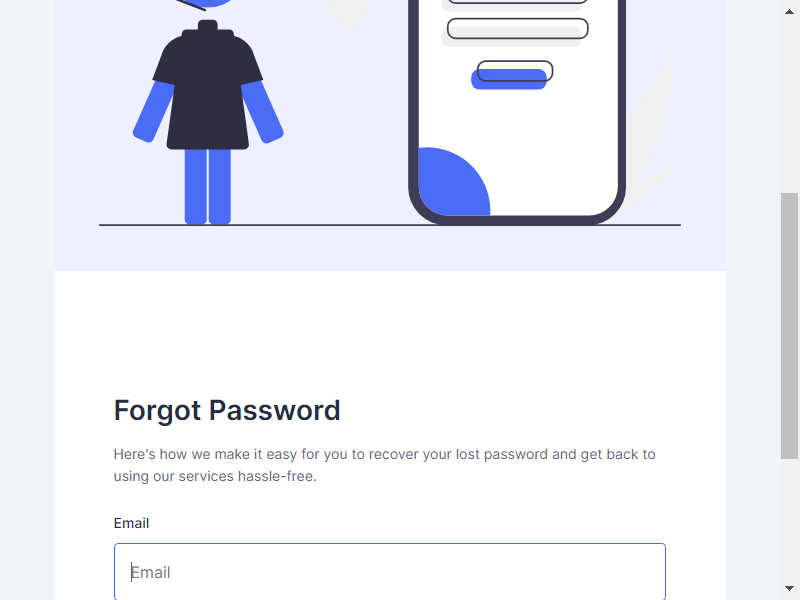 Forgot Password
Here's how we make it easy for you to recover your lost password and get back to
using our services hassle-free.
Email
Email